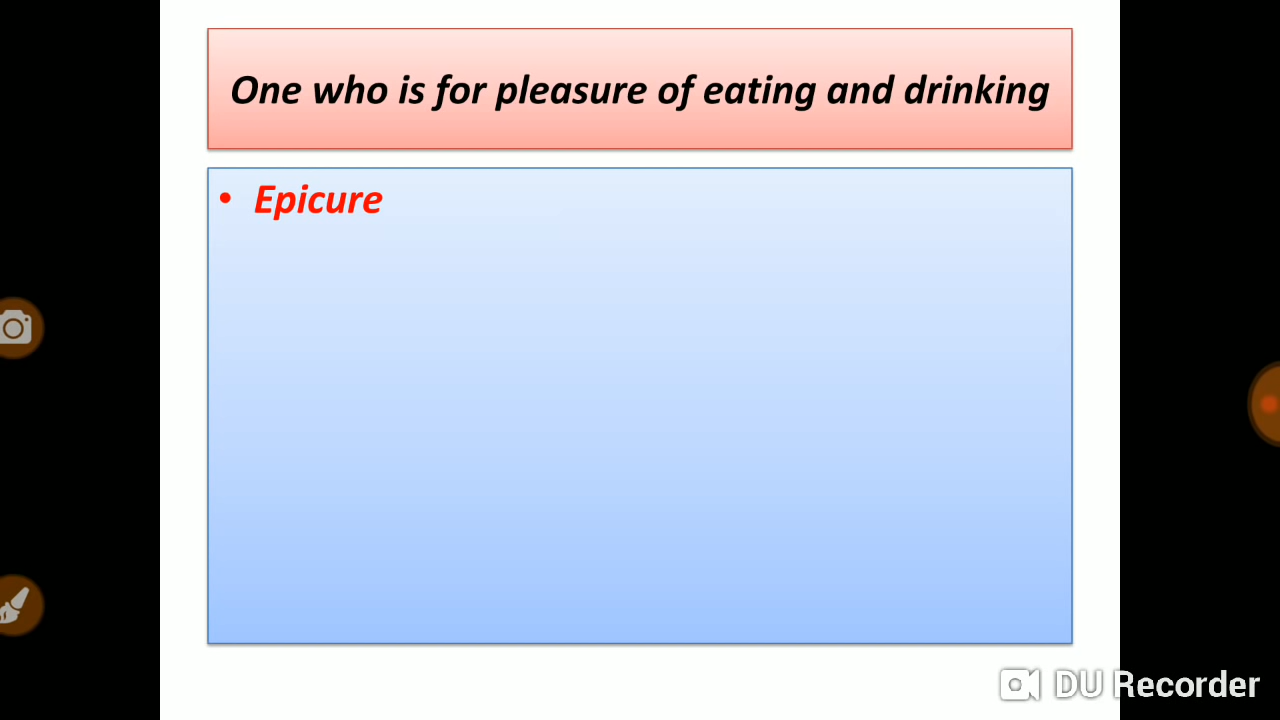 One who is for pleasure of eating and drinking
• Epicure
DU Recorder